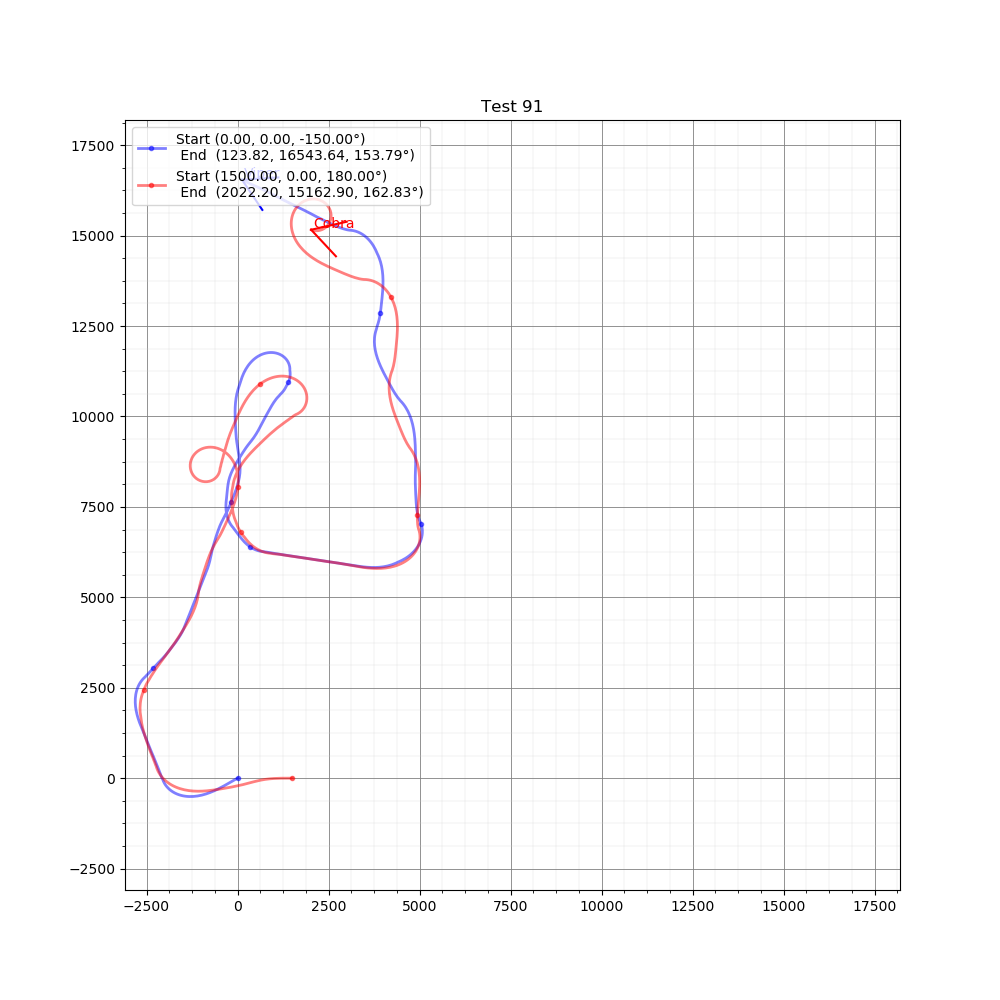 Test 91
Start (0.00, 0.00, -150.00°)
End (123.82, 16543.64, 153.79°)
Start (1500.00, 0.00, 180.00°)
End (2022.20, 15162.90, 162.83°)
Cobra
17500
15000
12500
10000
7500
5000
2500
0
−2500
−2500 0 2500 5000 7500 10000 12500 15000 17500